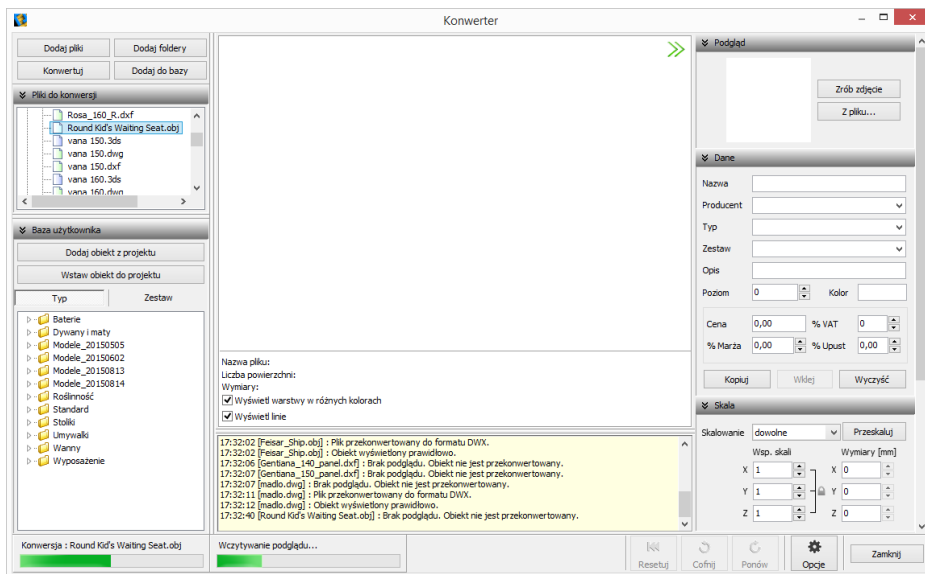 Konwerter
Dodaj pliki
Dodaj foldery
Konwertuj
Dodaj do bazy
Pliki do konwersji
Rosa_160_R.dxf
Round Kid's Waiting Seat.obj
vana 150.3ds
vana 150.dwg
vana 150.dxf
vana 160.3ds
vana 160.dwg
Baza użytkownika
Dodaj obiekt z projektu
Wstaw obiekt do projektu
Typ
Zestaw
Baterie
Dywany i maty
Modele_20150505
Modele_20150602
Modele_20150813
Modele_20150814
Roślinność
Standard
Stoliki
Umywalki
Wanny
Wyposażenie
Konwersja : Round Kid's Waiting Seat.obj
Nazwa pliku:
Liczba powierzchni:
Wymiary:
Wyświetl warstwy w różnych kolorach
Wyświetl linie
17:32:02 [Feisar_Ship.obj] : Plik przekonwertowany do formatu DWX.
17:32:02 [Feisar_Ship.obj] : Obiekt wyświetlony prawidłowo.
17:32:06 [Gentiana_140_panel.dxf] : Brak podglądu. Obiekt nie jest przekonwertowany.
17:32:07 [Gentiana_150_panel.dxf] : Brak podglądu. Obiekt nie jest przekonwertowany.
17:32:07 [madlo.dwg] : Brak podglądu. Obiekt nie jest przekonwertowany.
17:32:11 [madlo.dwg] : Plik przekonwertowany do formatu DWX.
17:32:12 [madlo.dwg] : Obiekt wyświetlony prawidłowo.
17:32:40 [Round Kid's Waiting Seat.obj] : Brak podglądu. Obiekt nie jest przekonwertowany.
Wczytywanie podglądu...
Podgląd
Zrób zdjęcie
Z pliku...
Dane
Nazwa
Producent
Typ
Zestaw
Opis
Poziom 0 Kolor
Cena 0,00 % VAT 0
% Marża 0,00 % Upust 0,00
Kopiuj
Wklej
Wyczyść
Skala
Skalowanie dowolne Przeskaluj
Wsp. skali Wymiary [mm]
X 1 X 0
Y 1 Y 0
Z 1 Z 0
Resetuj
Cofnij
Ponów
Opcje
Zamknij